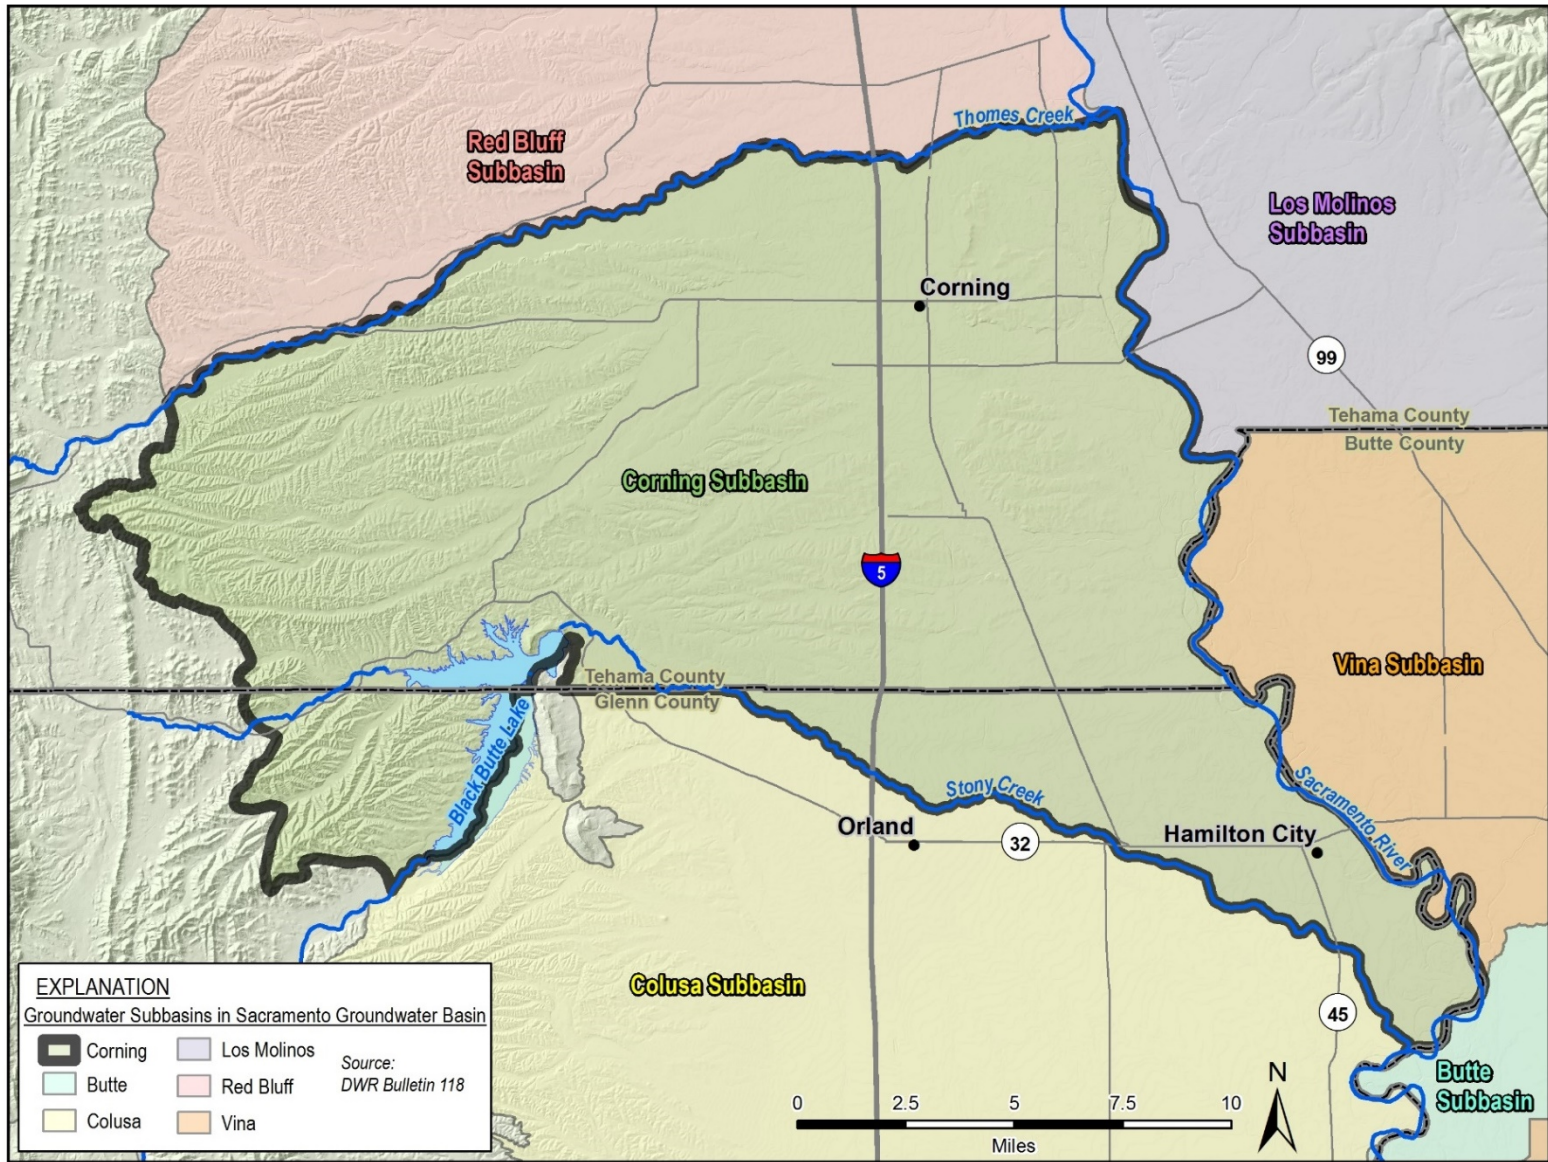 Thomes Creek
Red Bluff
Subbasin
Los Molinos
Subbasin
Corning
99
Tehama County
Butte County
Corning Subbasin
5
Vina Subbasin
Tehama County
Glenn County
Black Butte Lake
Stony Creek
Sacramento River
Orland
32
Hamilton City
Colusa Subbasin
45
Butte
Subbasin
EXPLANATION
Groundwater Subbasins in Sacramento Groundwater Basin
Corning
Los Molinos
Butte
Red Bluff
Colusa
Vina
Source:
DWR Bulletin 118
0 2.5 5 7.5 10
Miles
N